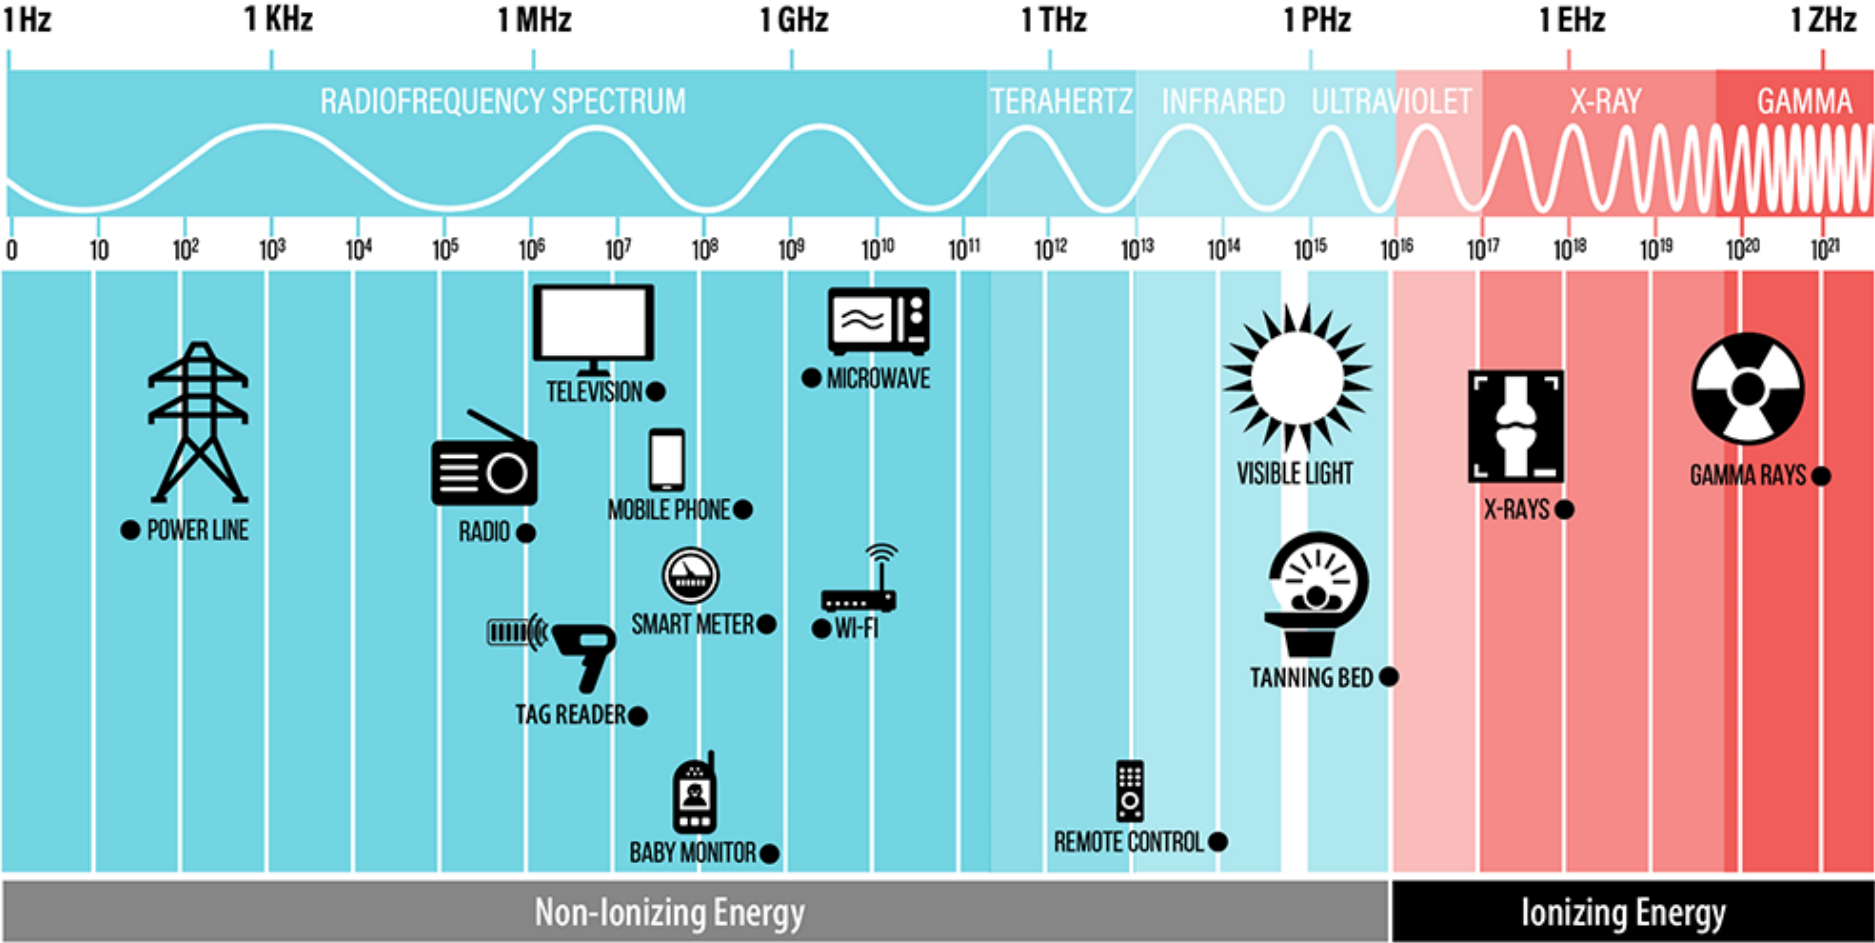 1 Hz 1 KHz 1 MHz 1 GHz 1 THz 1 PHz 1 EHz 1 ZHz
RADIOFREQUENCY SPECTRUM TERAHERTZ INFRARED ULTRAVIOLET X-RAY GAMMA
0 10 10² 10³ 10⁴ 10⁵ 10⁶ 10⁷ 10⁸ 10⁹ 10¹⁰ 10¹¹ 10¹² 10¹³ 10¹⁴ 10¹⁵ 10¹⁶ 10¹⁷ 10¹⁸ 10¹⁹ 10²⁰ 10²¹
POWER LINE
RADIO
TELEVISION
MOBILE PHONE
SMART METER
TAG READER
BABY MONITOR
MICROWAVE
WI-FI
REMOTE CONTROL
VISIBLE LIGHT
TANNING BED
X-RAYS
GAMMA RAYS
Non-Ionizing Energy Ionizing Energy